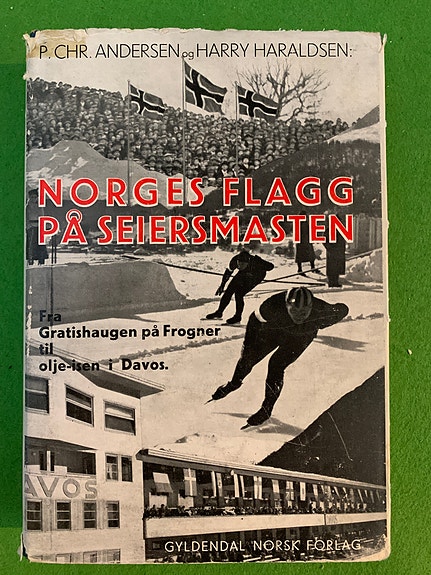 P. CHR. ANDERSEN og HARRY HARALDSEN:
NORGES FLAGG
PÅ SEIERSMASTEN
Fra
Gratishaugen på Frogner
til
olje-isen i Davos.
AVOS
GYLDENDAL NORSK FORLAG